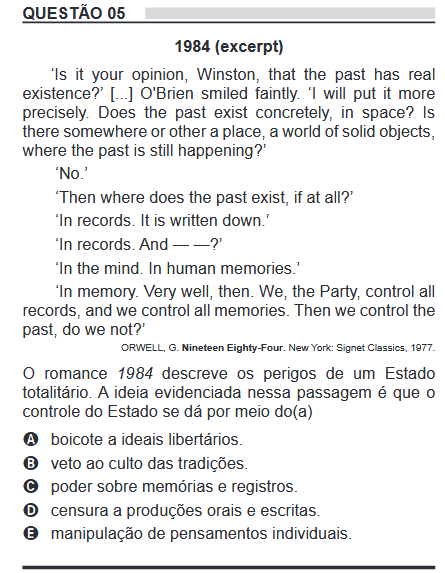 QUESTÃO 05
1984 (excerpt)
‘Is it your opinion, Winston, that the past has real
existence?’ [...] O'Brien smiled faintly. ‘I will put it more
precisely. Does the past exist concretely, in space? Is
there somewhere or other a place, a world of solid objects,
where the past is still happening?’
‘No.’
‘Then where does the past exist, if at all?’
‘In records. It is written down.’
‘In records. And — —?’
‘In the mind. In human memories.’
‘In memory. Very well, then. We, the Party, control all
records, and we control all memories. Then we control the
past, do we not?’
ORWELL, G. Nineteen Eighty-Four. New York: Signet Classics, 1977.
O romance 1984 descreve os perigos de um Estado
totalitário. A ideia evidenciada nessa passagem é que o
controle do Estado se dá por meio do(a)
A boicote a ideais libertários.
B veto ao culto das tradições.
C poder sobre memórias e registros.
D censura a produções orais e escritas.
E manipulação de pensamentos individuais.